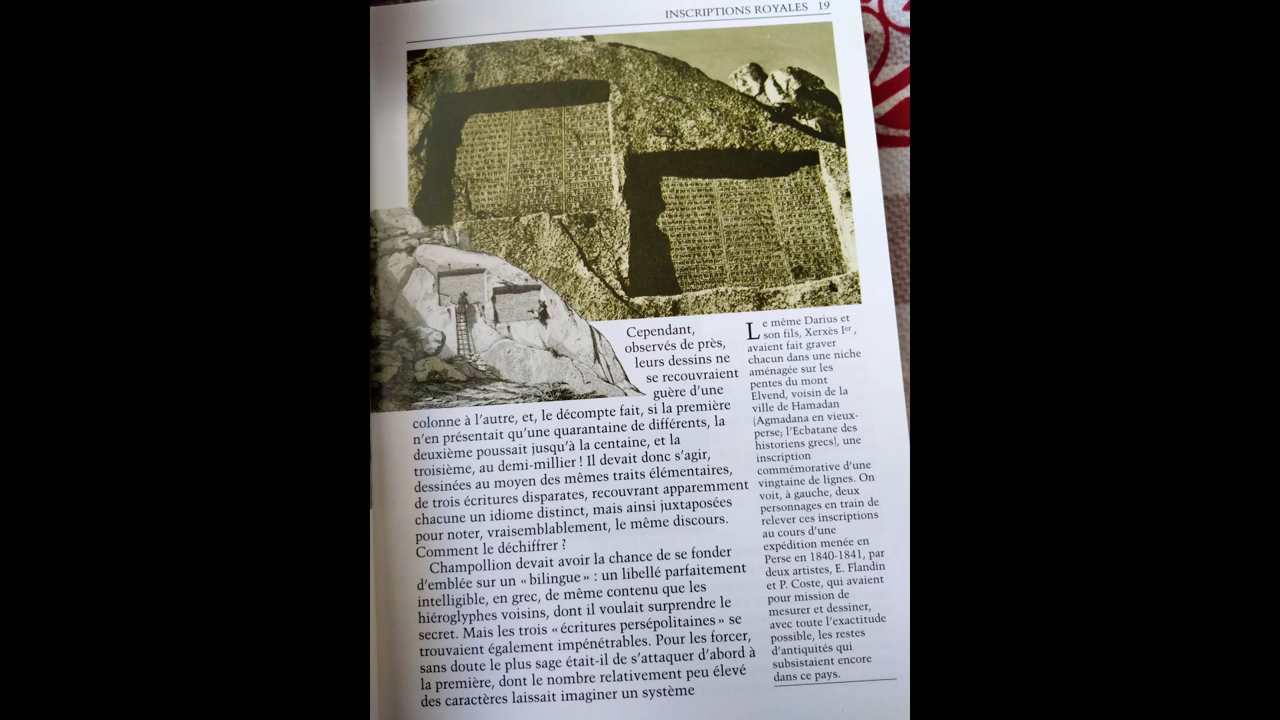 INSCRIPTIONS ROYALES 19
Cependant,
observés de près,
leurs dessins ne
se recouvraient
guère d'une
colonne à l'autre, et, le décompte fait, si la première
n'en présentait qu'une quarantaine de différents, la
deuxième poussait jusqu'à la centaine, et la
troisième, au demi-millier ! Il devait donc s'agir,
dessinées au moyen des mêmes traits élémentaires,
de trois écritures disparates, recouvrant apparemment
chacune un idiome distinct, mais ainsi juxtaposées
pour noter, vraisemblablement, le même discours.
Comment le déchiffrer ?
Champollion devait avoir la chance de se fonder
d'emblée sur un « bilingue » : un libellé parfaitement
intelligible, en grec, de même contenu que les
hiéroglyphes voisins, dont il voulait surprendre le
secret. Mais les trois « écritures persépolitaines » se
trouvaient également impénétrables. Pour les forcer,
sans doute le plus sage était-il de s'attaquer d'abord à
la première, dont le nombre relativement peu élevé
des caractères laissait imaginer un système
Le même Darius et
son fils, Xerxès Ier,
avaient fait graver
chacun dans une niche
aménagée sur les
pentes du mont
Elvend, voisin de la
ville de Hamadan
(Agmadana en vieux-
perse; l'Ecbatane des
historiens grecs), une
inscription
commémorative d'une
vingtaine de lignes. On
voit, à gauche, deux
personnages en train de
relever ces inscriptions
au cours d'une
expédition menée en
Perse en 1840-1841, par
deux artistes, E. Flandin
et P. Coste, qui avaient
pour mission de
mesurer et dessiner,
avec toute l'exactitude
possible, les restes
d'antiquités qui
subsistaient encore
dans ce pays.